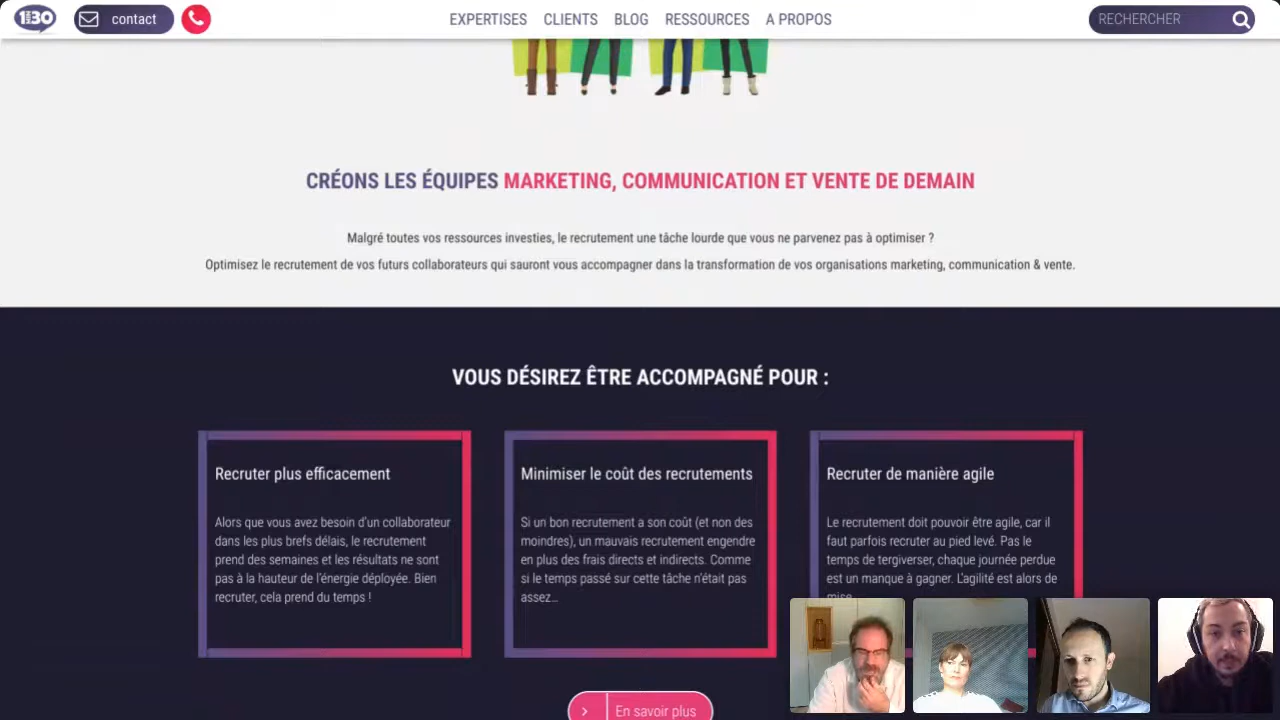 1min30
contact
EXPERTISES CLIENTS BLOG RESSOURCES A PROPOS
RECHERCHER
CRÉONS LES ÉQUIPES MARKETING, COMMUNICATION ET VENTE DE DEMAIN
Malgré toutes vos ressources investies, le recrutement une tâche lourde que vous ne parvenez pas à optimiser ?
Optimisez le recrutement de vos futurs collaborateurs qui sauront vous accompagner dans la transformation de vos organisations marketing, communication & vente.
VOUS DÉSIREZ ÊTRE ACCOMPAGNÉ POUR :
Recruter plus efficacement
Alors que vous avez besoin d'un collaborateur
dans les plus brefs délais, le recrutement
prend des semaines et les résultats ne sont
pas à la hauteur de l'énergie déployée. Bien
recruter, cela prend du temps !
Minimiser le coût des recrutements
Si un bon recrutement a son coût (et non des
moindres), un mauvais recrutement engendre
en plus des frais directs et indirects. Comme
si le temps passé sur cette tâche n'était pas
assez…
Recruter de manière agile
Le recrutement doit pouvoir être agile, car il
faut parfois recruter au pied levé. Pas le
temps de tergiverser, chaque journée perdue
est un manque à gagner. L'agilité est alors de
mise
En savoir plus